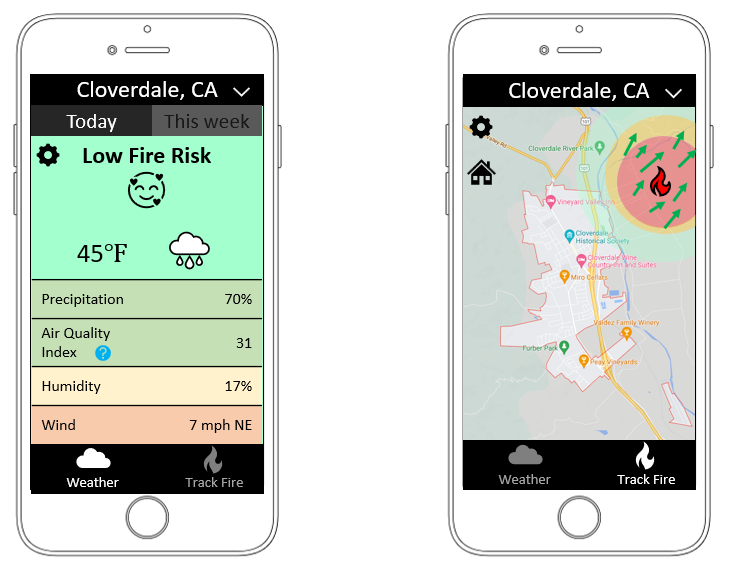 Cloverdale, CA
Today
This week
Low Fire Risk
45°F
Precipitation
70%
Air Quality
Index
?
31
Humidity
17%
Wind
7 mph NE
Weather
Track Fire
Cloverdale, CA
101
Cloverdale River Park
101
Vineyard Valley Inn
Cloverdale
Historical Society
Cloverdale Wine
Country Inn and Suites
Miro Cellars
Valdez Family Winery
Furber Park
Peay Vineyards
Weather
Track Fire